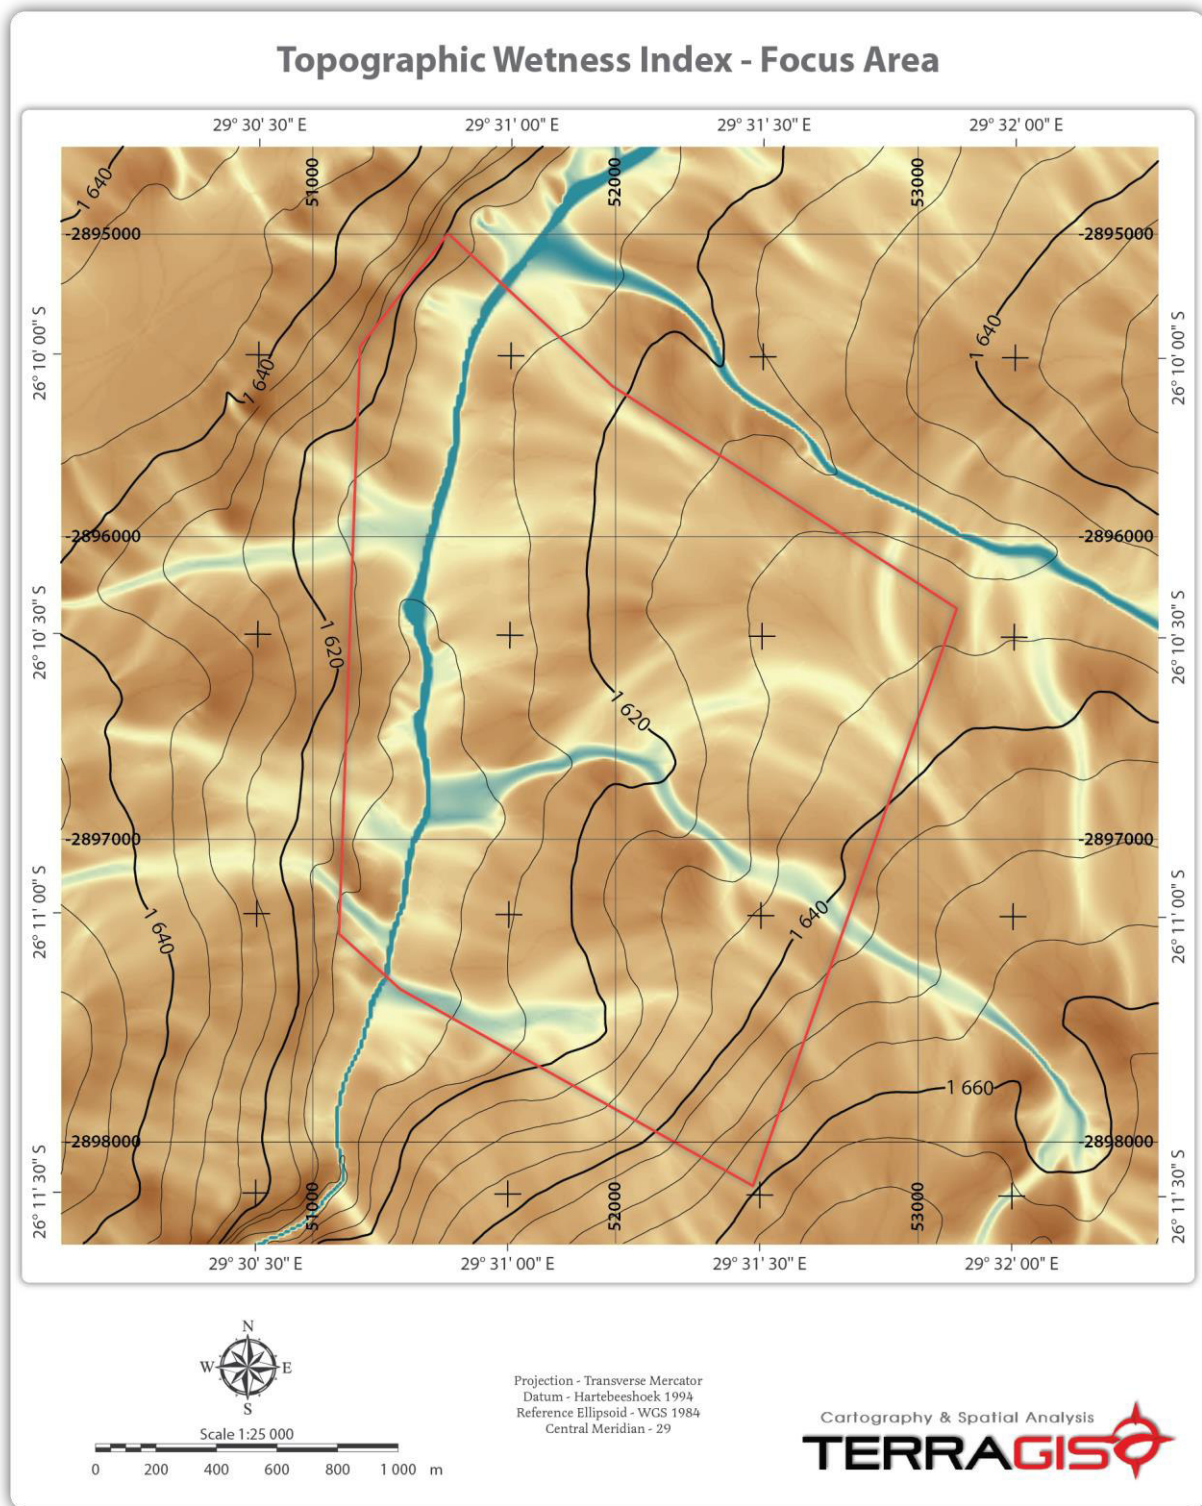 Topographic Wetness Index - Focus Area
29° 30' 30" E 29° 31' 00" E 29° 31' 30" E 29° 32' 00" E
51000 52000 53000
1 640
-2895000 -2895000
26° 10' 00" S 1 640 1 640 26° 10' 00" S
-2896000 -2896000
26° 10' 30" S 1 620 26° 10' 30" S
1 620
-2897000 -2897000
26° 11' 00" S 1 640 1 640 26° 11' 00" S
1 660
-2898000 -2898000
26° 11' 30" S 51000 52000 53000 26° 11' 30" S
29° 30' 30" E 29° 31' 00" E 29° 31' 30" E 29° 32' 00" E
N
W E
S
Scale 1:25 000
0 200 400 600 800 1 000 m
Projection - Transverse Mercator
Datum - Hartebeeshoek 1994
Reference Ellipsoid - WGS 1984
Central Meridian - 29
Cartography & Spatial Analysis
TERRAGIS